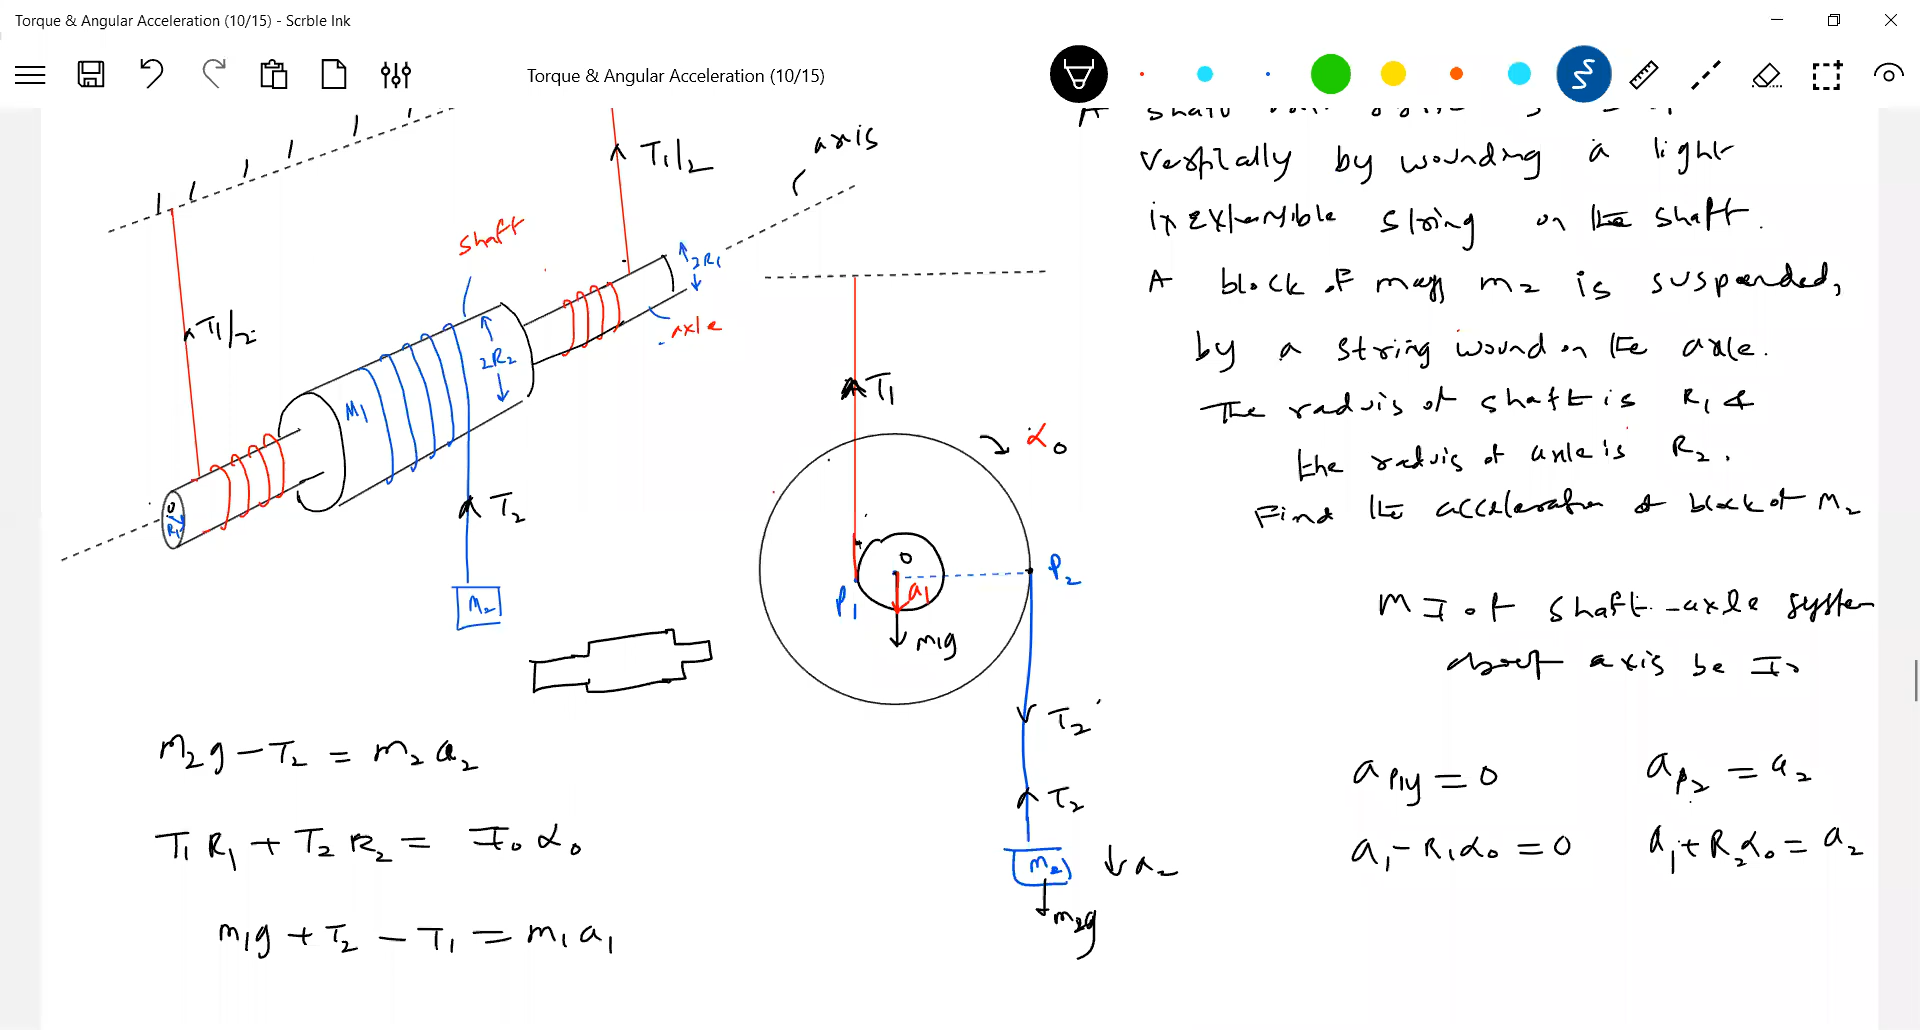 Torque & Angular Acceleration (10/15) - Scrble Ink
Torque & Angular Acceleration (10/15)
axis
T₁/2
shaft
2R₁
axle
T₁/2
2R₂
M₁
T₂
O
R₁
M₂
T₁
α₀
O
P₁
a₁
P₂
m₁g
T₂
T₂
m₂
↓a₂
m₂g
A shaft
by wounding a light
inextensible string on the shaft.
A block of mass m₂ is suspended,
by a string wound on the axle.
The radius of shaft is R₁ &
the radius of axle is R₂.
Find the acceleration of block of M₂
M I of shaft-axle system
about axis be I₀
m₂g - T₂ = m₂a₂
T₁R₁ + T₂R₂ = I₀α₀
m₁g + T₂ - T₁ = m₁a₁
a P₁y = 0
a P₂ = a₂
a₁ - R₁α₀ = 0
a₁ + R₂α₀ = a₂